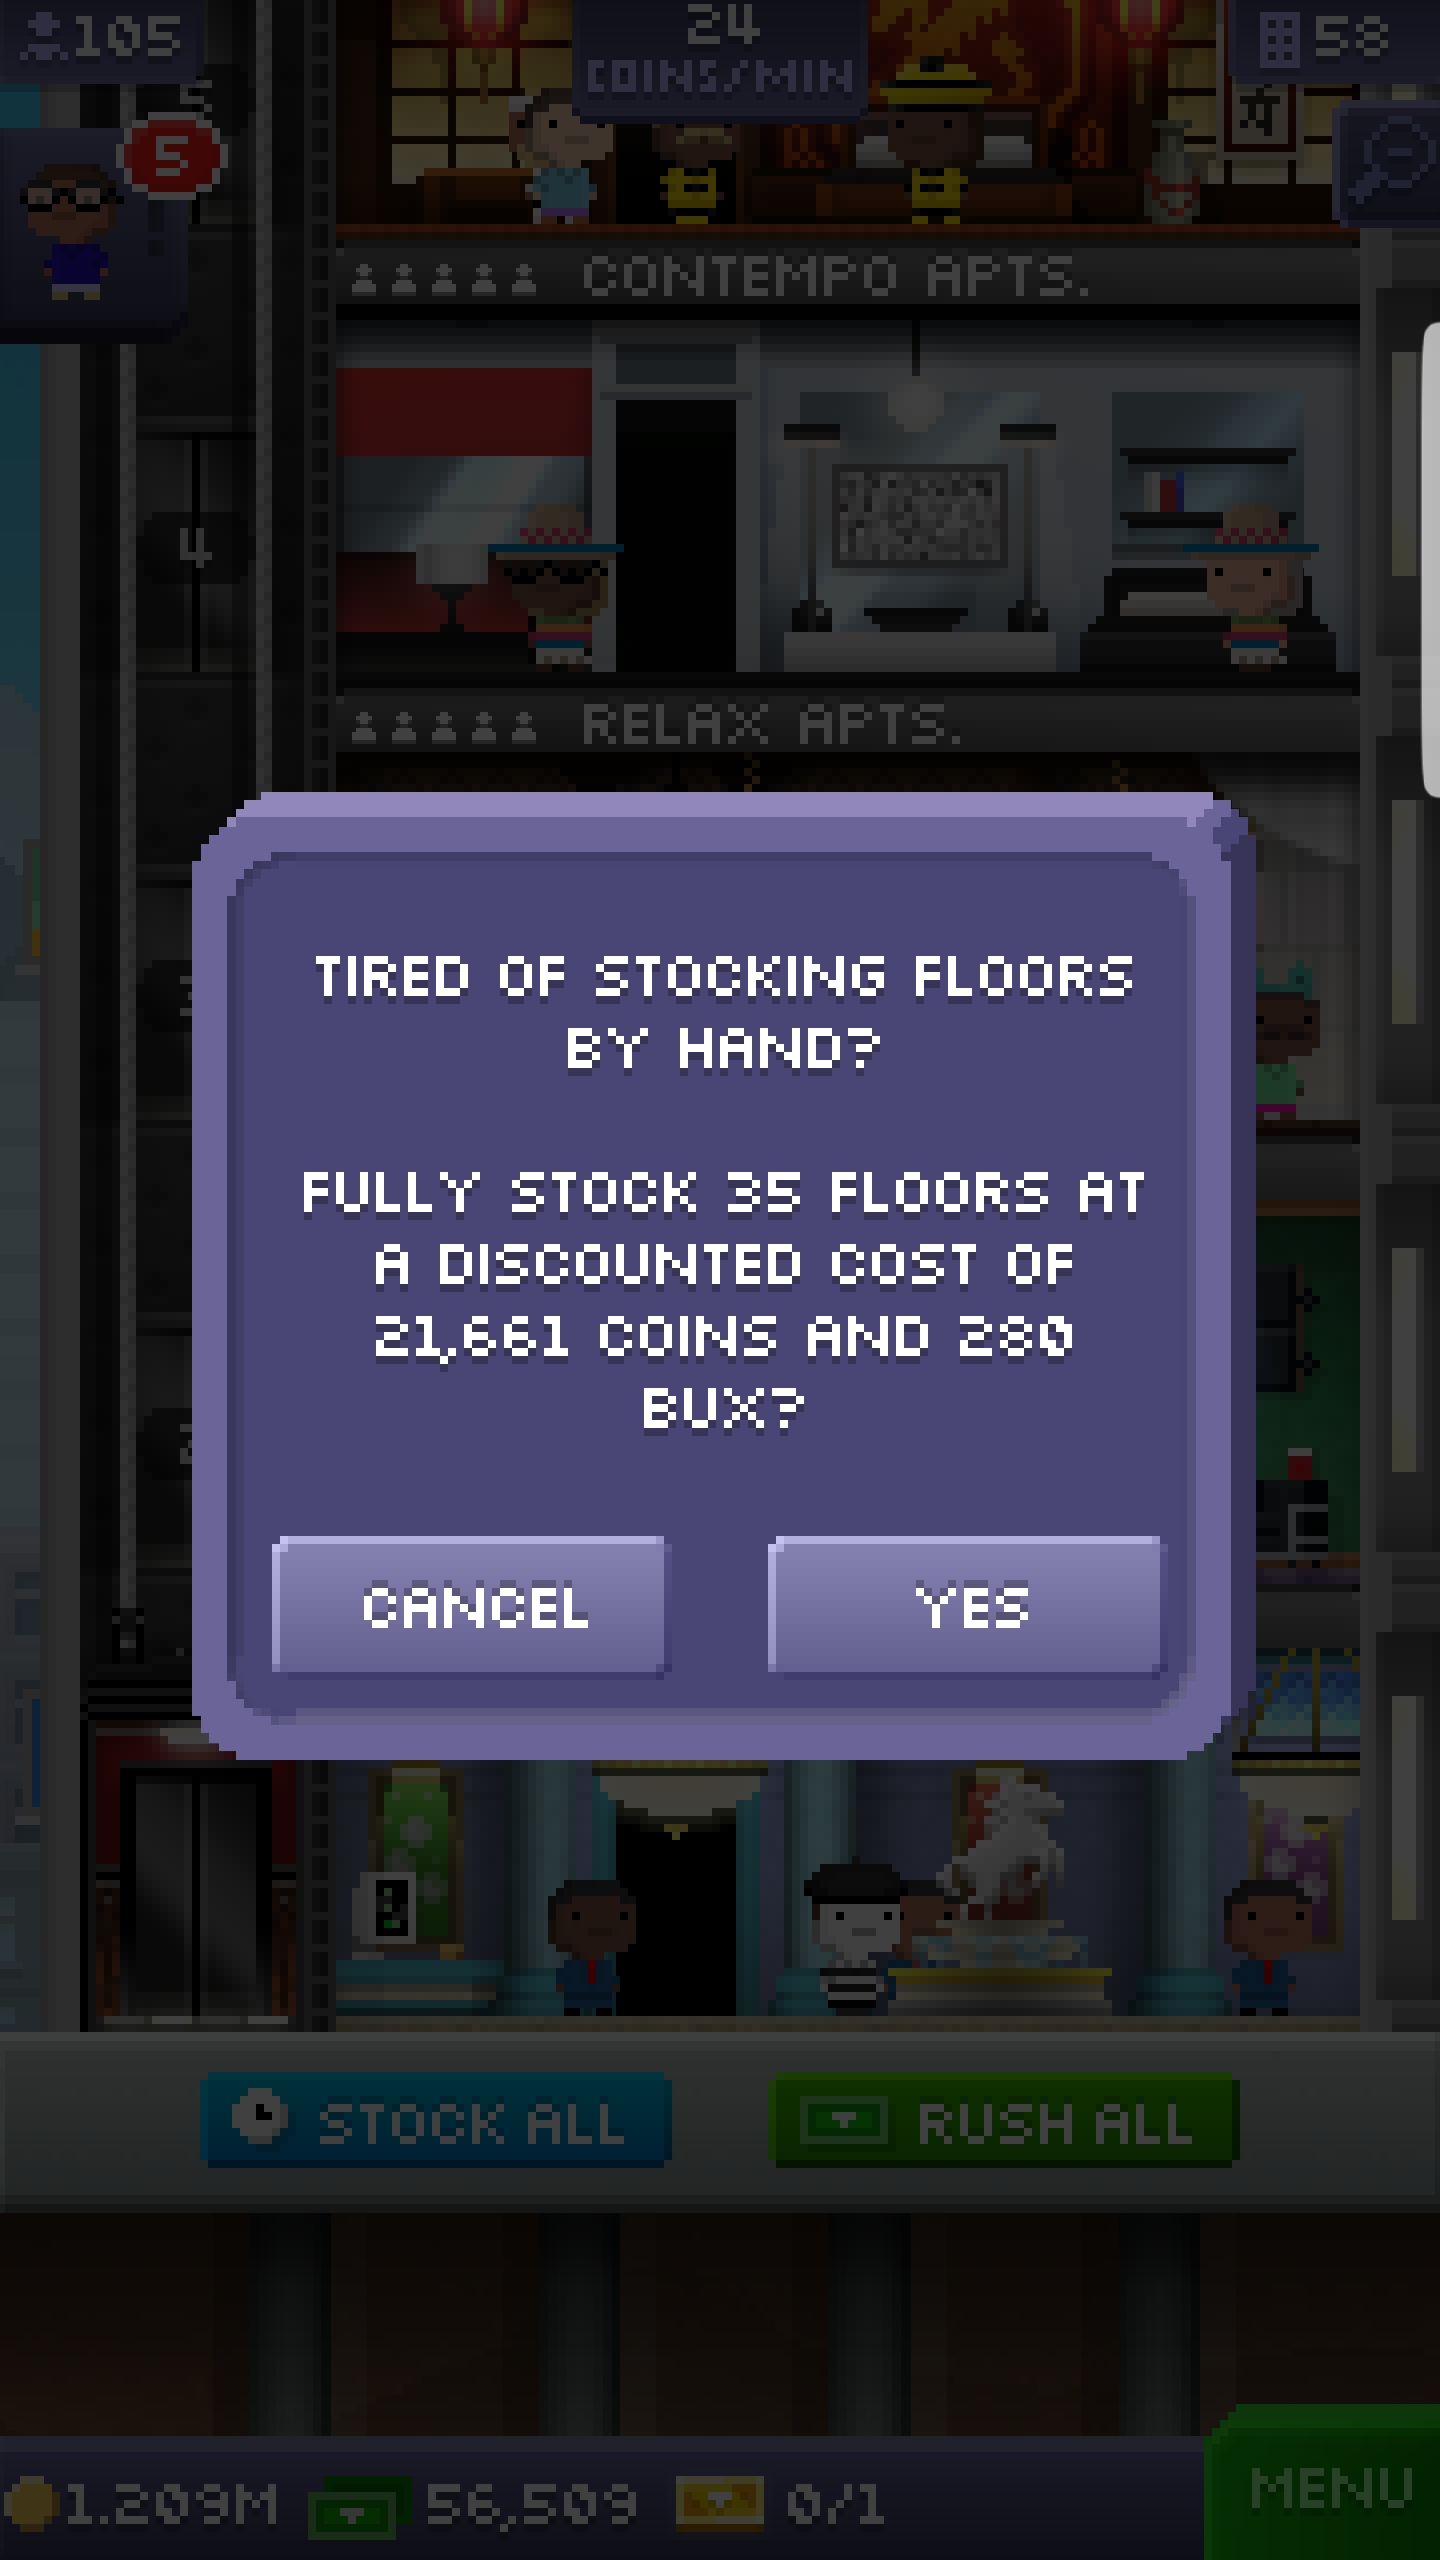 105
24
COINS/MIN
58
5
5
CONTEMPO APTS.
4
RELAX APTS.
TIRED OF STOCKING FLOORS
BY HAND?
FULLY STOCK 35 FLOORS AT
A DISCOUNTED COST OF
21,661 COINS AND 280
BUX?
CANCEL
YES
STOCK ALL
RUSH ALL
1.209M
56,509
0/1
MENU